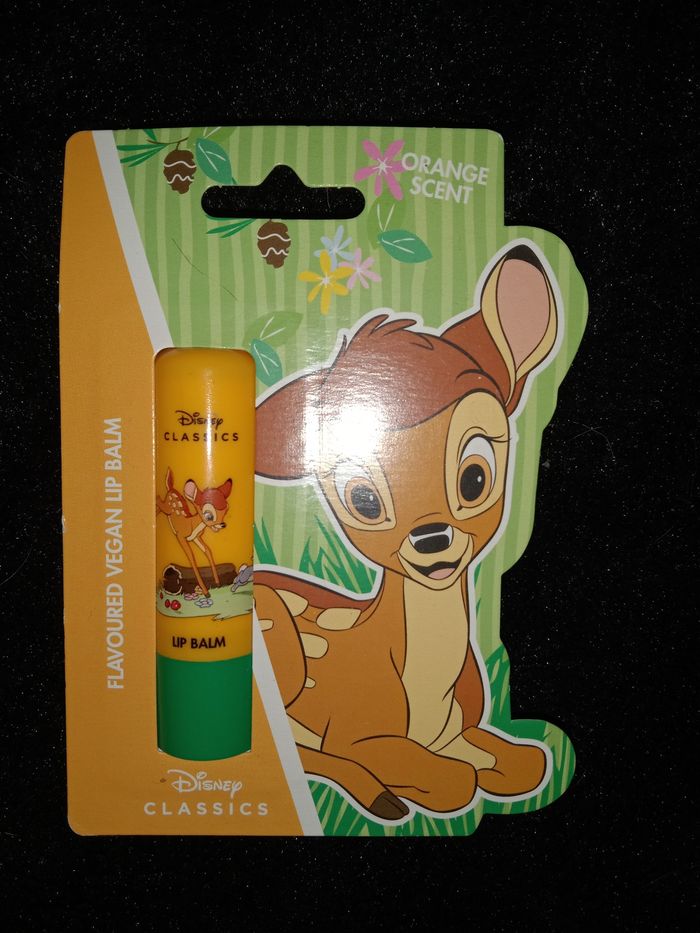 ORANGE
SCENT
Disney
CLASSICS
LIP BALM
FLAVOURED VEGAN LIP BALM
Disney
CLASSICS